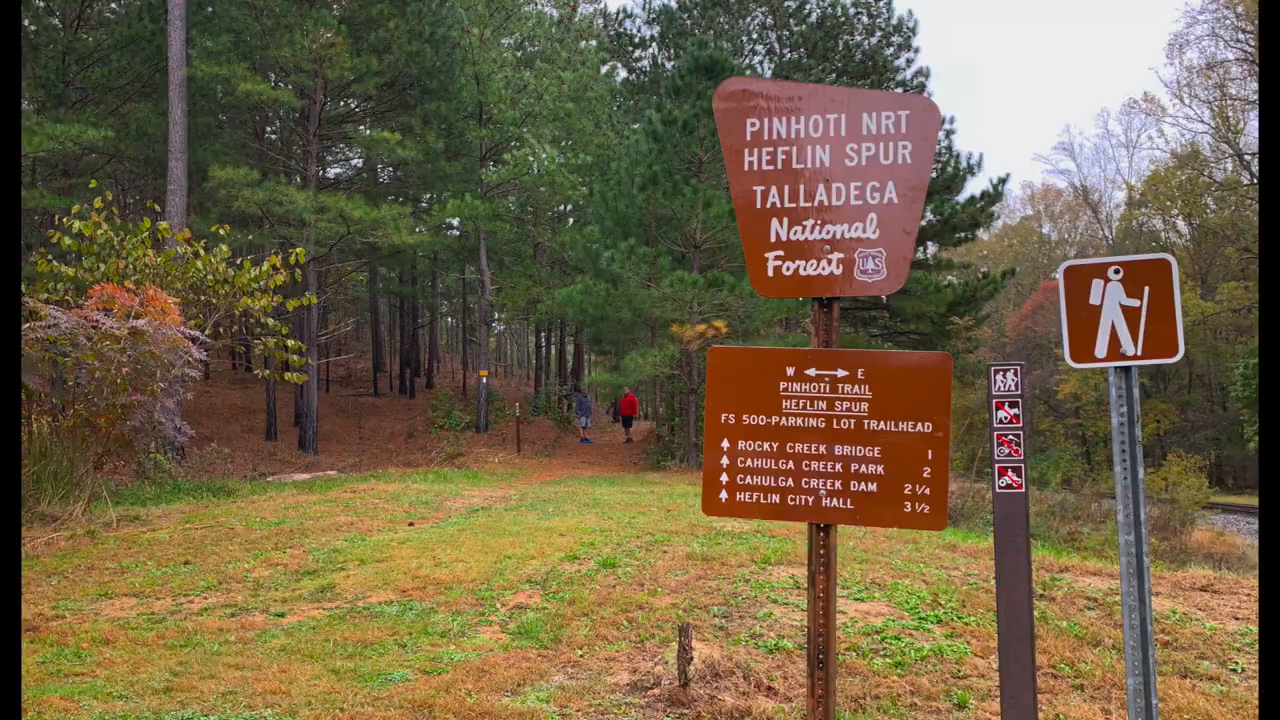 PINHOTI NRT
HEFLIN SPUR
TALLADEGA
National
Forest
U S
W E
PINHOTI TRAIL
HEFLIN SPUR
FS 500-PARKING LOT TRAILHEAD
ROCKY CREEK BRIDGE 1
CAHULGA CREEK PARK 2
CAHULGA CREEK DAM 2 1/4
HEFLIN CITY HALL 3 1/2